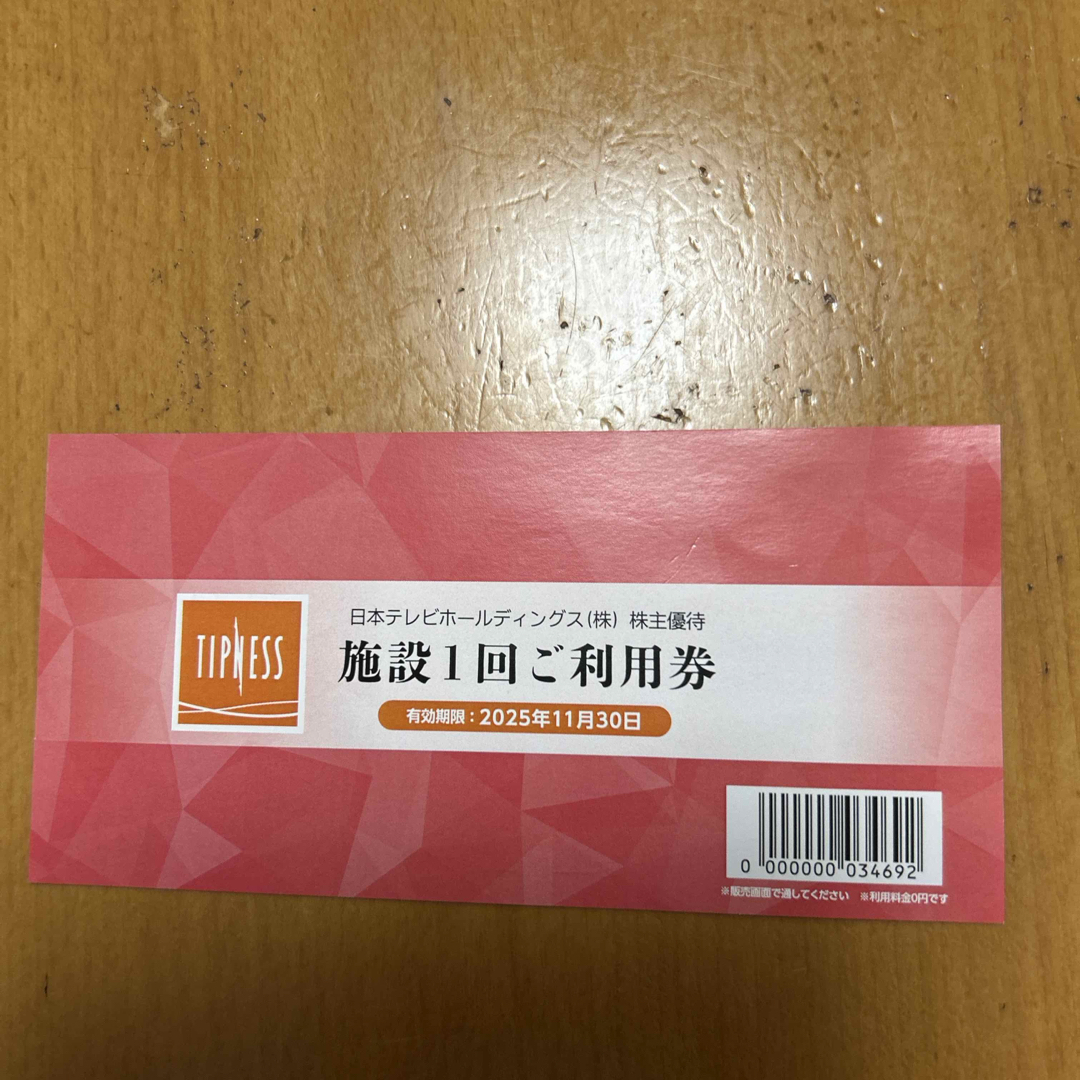 TIPNESS
日本テレビホールディングス(株) 株主優待
施設1回ご利用券
有効期限：2025年11月30日
0 000000 034692
※販売画面で通してください ※利用料金0円です